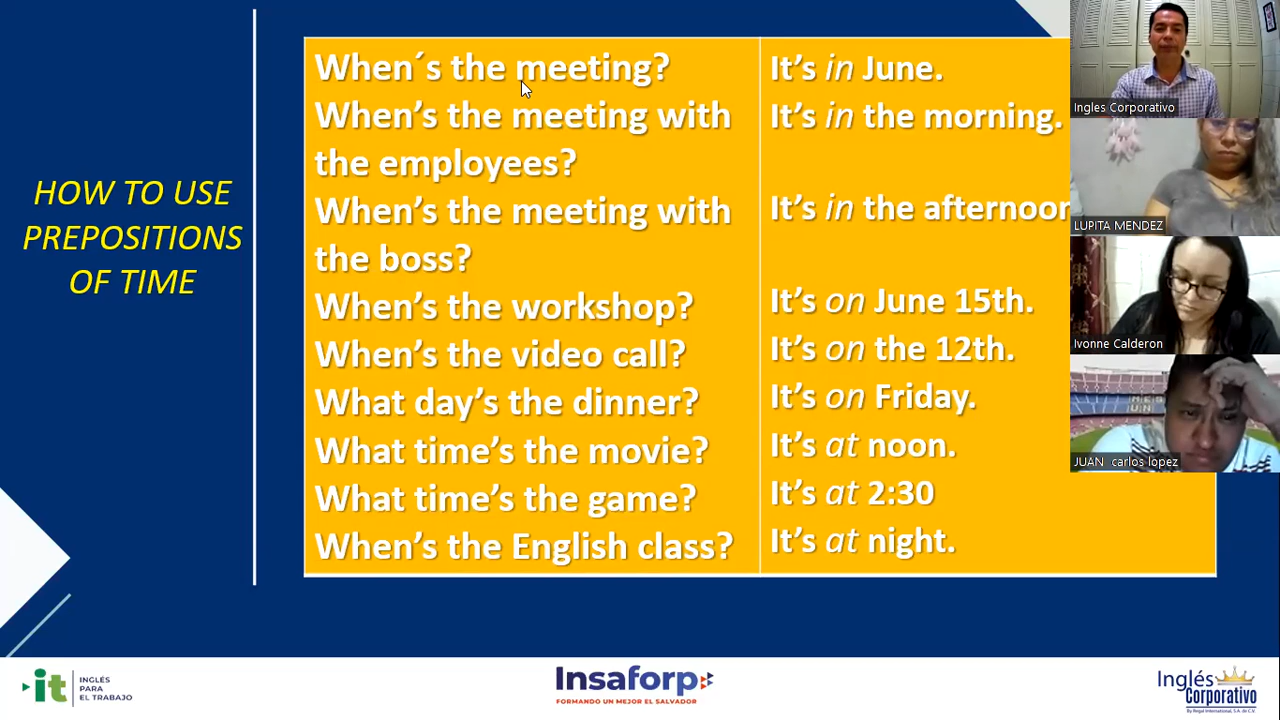 HOW TO USE
PREPOSITIONS
OF TIME
When´s the meeting?
When's the meeting with
the employees?
When's the meeting with
the boss?
When's the workshop?
When's the video call?
What day's the dinner?
What time's the movie?
What time's the game?
When's the English class?
It's in June.
It's in the morning.
It's in the afternoon
It's on June 15th.
It's on the 12th.
It's on Friday.
It's at noon.
It's at 2:30
It's at night.
Ingles Corporativo
LUPITA MENDEZ
Ivonne Calderon
JUAN carlos lopez
it
INGLÉS
PARA
EL TRABAJO
Insaforp
FORMANDO UN MEJOR EL SALVADOR
Inglés
Corporativo
By Regal International, S.A. de C.V.